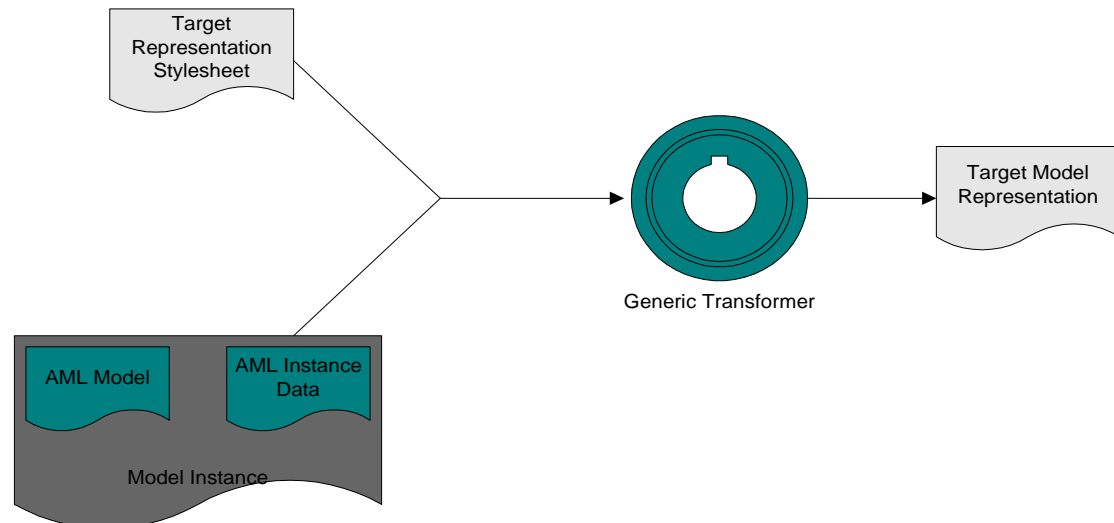 Target
Representation
Stylesheet
Target Model
Representation
Generic Transformer
AML Model
AML Instance
Data
Model Instance